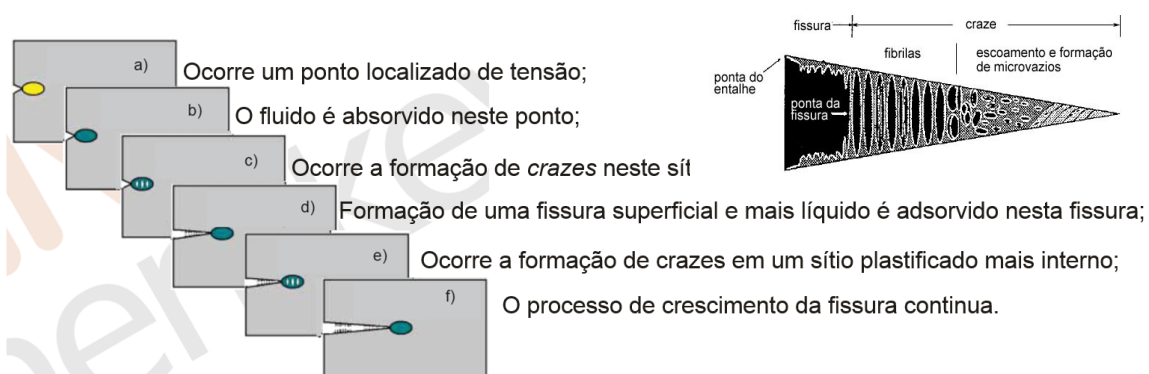 a) Ocorre um ponto localizado de tensão;
b) O fluido é absorvido neste ponto;
c) Ocorre a formação de crazes neste sít
d) Formação de uma fissura superficial e mais líquido é adsorvido nesta fissura;
e) Ocorre a formação de crazes em um sítio plastificado mais interno;
f) O processo de crescimento da fissura continua.
fissura
craze
fibrilas
escoamento e formação
de microvazios
ponta do
entalhe
ponta da
fissura